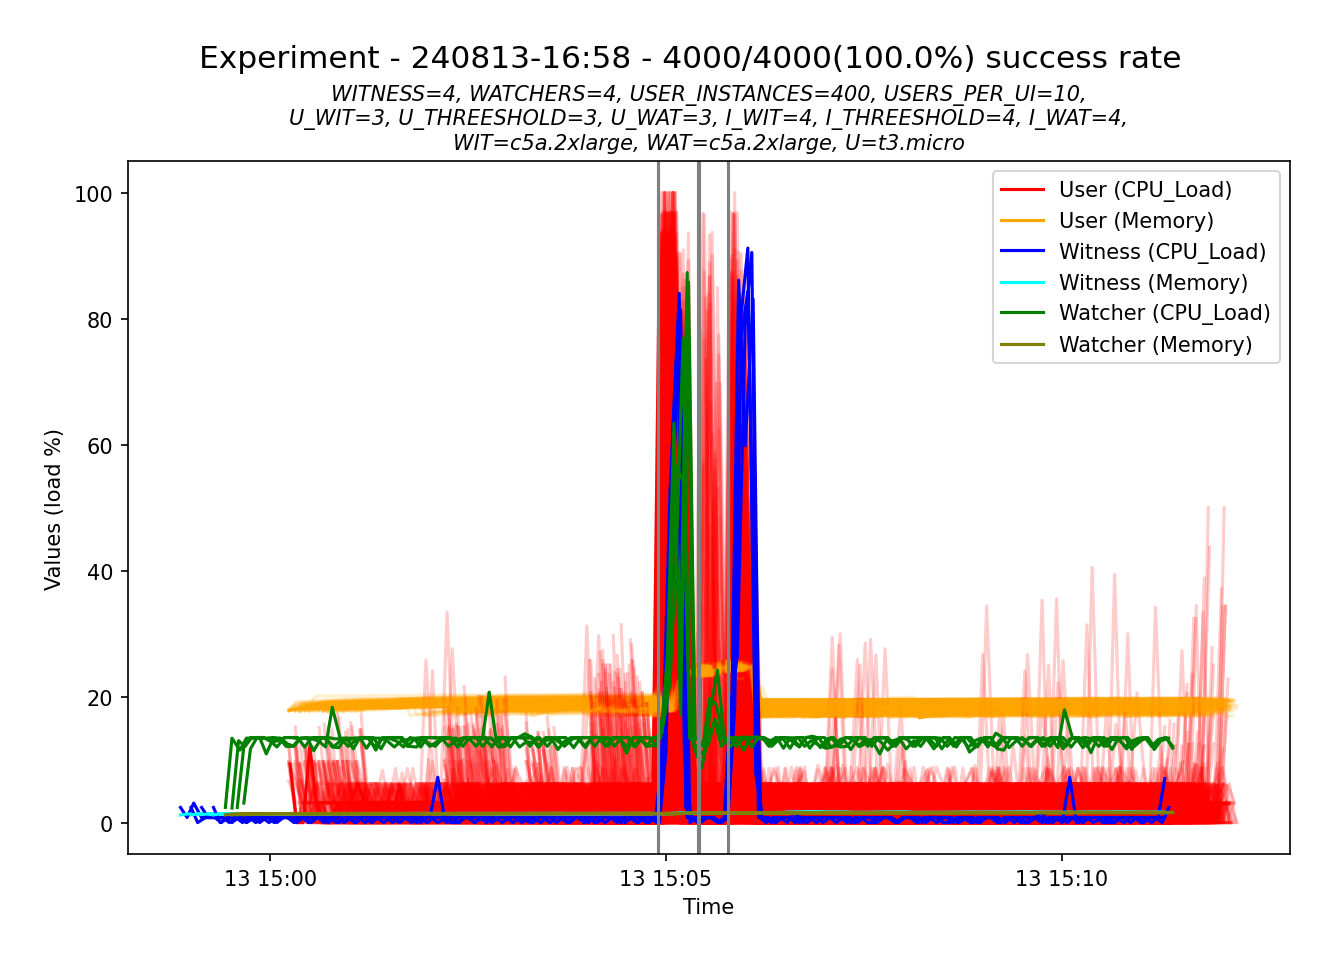 Experiment - 240813-16:58 - 4000/4000(100.0%) success rate
WITNESS=4, WATCHERS=4, USER_INSTANCES=400, USERS_PER_UI=10,
U_WIT=3, U_THREESHOLD=3, U_WAT=3, I_WIT=4, I_THREESHOLD=4, I_WAT=4,
WIT=c5a.2xlarge, WAT=c5a.2xlarge, U=t3.micro
User (CPU_Load)
User (Memory)
Witness (CPU_Load)
Witness (Memory)
Watcher (CPU_Load)
Watcher (Memory)
Values (load %)
100
80
60
40
20
0
13 15:00
13 15:05
13 15:10
Time